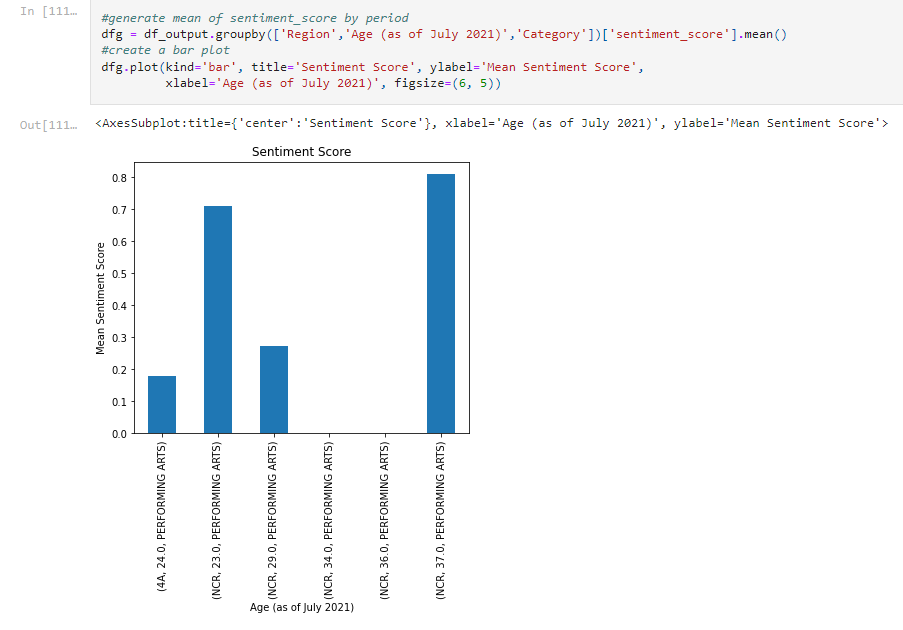 In [111…
#generate mean of sentiment_score by period
dfg = df_output.groupby(['Region','Age (as of July 2021)','Category'])['sentiment_score'].mean()
#create a bar plot
dfg.plot(kind='bar', title='Sentiment Score', ylabel='Mean Sentiment Score',
xlabel='Age (as of July 2021)', figsize=(6, 5))
Out[111…
<AxesSubplot:title={'center':'Sentiment Score'}, xlabel='Age (as of July 2021)', ylabel='Mean Sentiment Score'>
Sentiment Score
Mean Sentiment Score
0.8
0.7
0.6
0.5
0.4
0.3
0.2
0.1
0.0
(4A, 24.0, PERFORMING ARTS)
(NCR, 23.0, PERFORMING ARTS)
(NCR, 29.0, PERFORMING ARTS)
(NCR, 34.0, PERFORMING ARTS)
(NCR, 36.0, PERFORMING ARTS)
(NCR, 37.0, PERFORMING ARTS)
Age (as of July 2021)